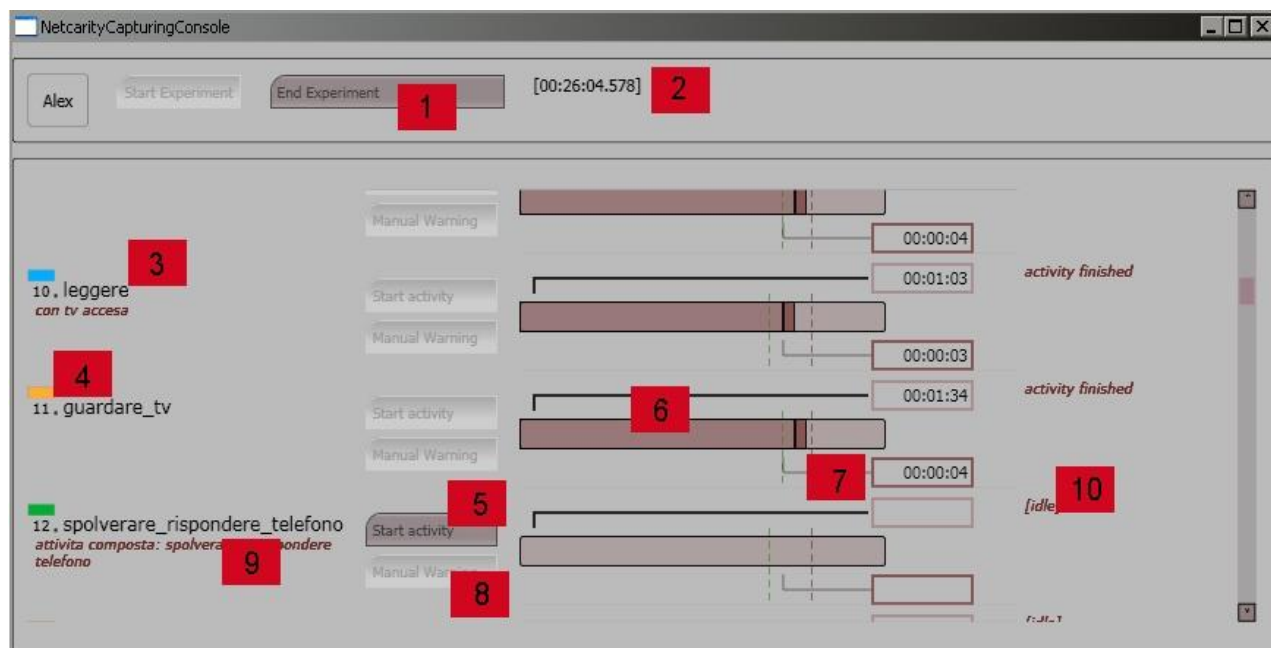 NetcarityCapturingConsole
Alex
Start Experiment
End Experiment
1
[00:26:04.578]
2
Manual Warning
00:00:04
3
10. leggere
con tv accesa
Start activity
00:01:03
activity finished
Manual Warning
00:00:03
4
11. guardare_tv
Start activity
6
00:01:34
activity finished
Manual Warning
7
00:00:04
5
10
12. spolverare_rispondere_telefono
attivita composta: spolvera
telefono
9
Start activity
[idle]
Manual
8